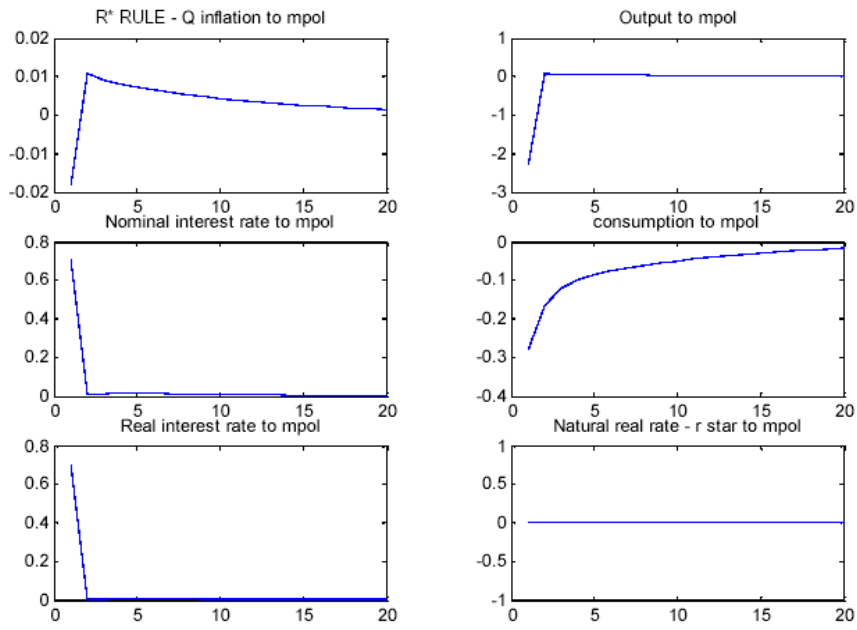 R* RULE - Q inflation to mpol
0.02
0.01
0
-0.01
-0.02
0 5 10 15 20
Output to mpol
1
0
-1
-2
-3
0 5 10 15 20
Nominal interest rate to mpol
0.8
0.6
0.4
0.2
0
0 5 10 15 20
consumption to mpol
0
-0.1
-0.2
-0.3
-0.4
0 5 10 15 20
Real interest rate to mpol
0.8
0.6
0.4
0.2
0
0 5 10 15 20
Natural real rate - r star to mpol
1
0.5
0
-0.5
-1
0 5 10 15 20